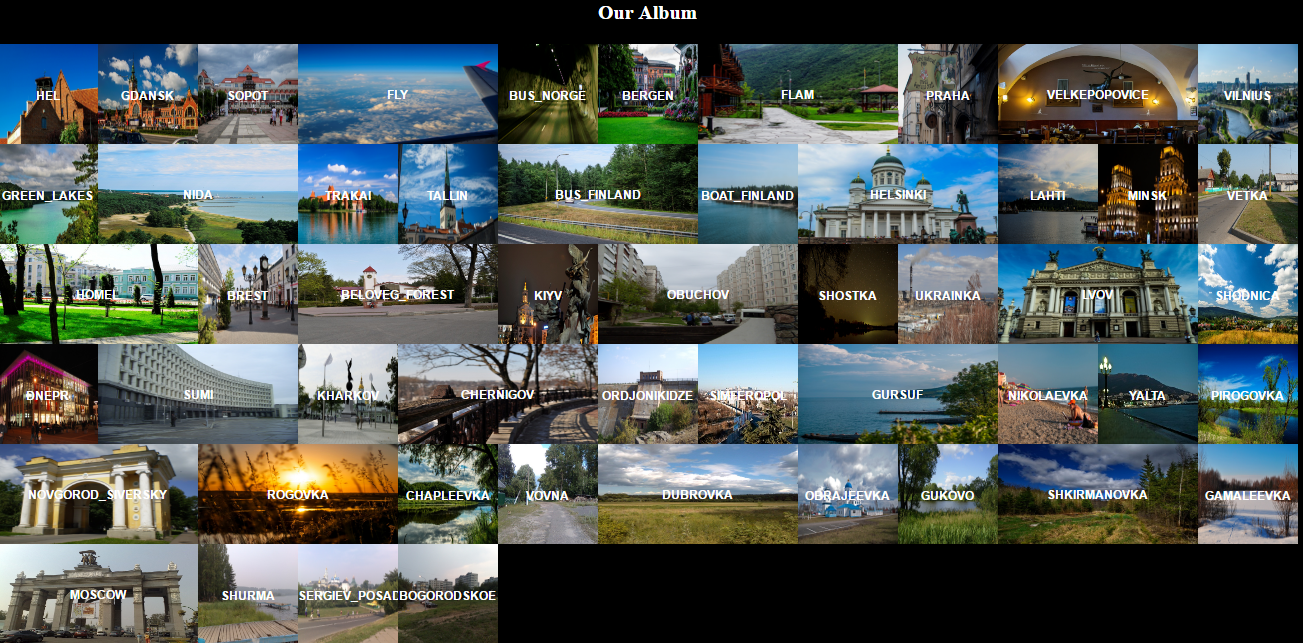 Our Album
HEL
GDANSK
SOPOT
FLY
BUS_NORGE
BERGEN
FLAM
PRAHA
VELKEPOPOVICE
VILNIUS
GREEN_LAKES
NIDA
TRAKAI
TALLIN
BUS_FINLAND
BOAT_FINLAND
HELSINKI
LAHTI
MINSK
VETKA
HOMEL
BREST
BELOVEG_FOREST
KIYV
OBUCHOV
SHOSTKA
UKRAINKA
LVOV
SHODNICA
DNEPR
SUMI
KHARKOV
CHERNIGOV
ORDJONIKIDZE
SIMFEROPOL
GURSUF
NIKOLAEVKA
YALTA
PIROGOVKA
NOVGOROD_SIVERSKY
ROGOVKA
CHAPLEEVKA
VOVNA
DUBROVKA
OBRAJEEVKA
GUKOVO
SHKIRMANOVKA
GAMALEEVKA
MOSCOW
SHURMA
SERGIEV_POSAD
BOGORODSKOE